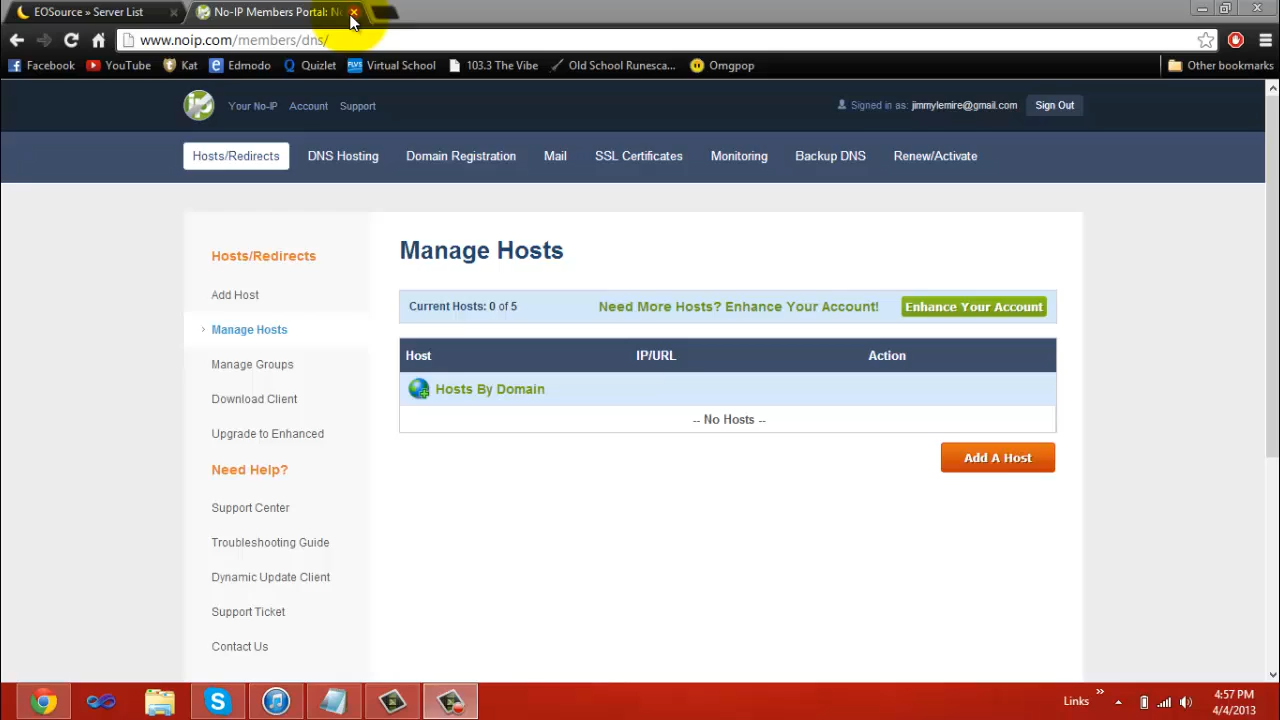 EOSource » Server List
No-IP Members Portal:
www.noip.com/members/dns/
Facebook YouTube Kat Edmodo Quizlet Virtual School 103.3 The Vibe Old School Runesca... Omgpop Other bookmarks
Your No-IP Account Support Signed in as: jimmylemire@gmail.com Sign Out
Hosts/Redirects DNS Hosting Domain Registration Mail SSL Certificates Monitoring Backup DNS Renew/Activate
Hosts/Redirects
Add Host
Manage Hosts
Manage Groups
Download Client
Upgrade to Enhanced
Need Help?
Support Center
Troubleshooting Guide
Dynamic Update Client
Support Ticket
Contact Us
Manage Hosts
Current Hosts: 0 of 5 Need More Hosts? Enhance Your Account! Enhance Your Account
Host IP/URL Action
Hosts By Domain
-- No Hosts --
Add A Host
Links » 4:57 PM
4/4/2013